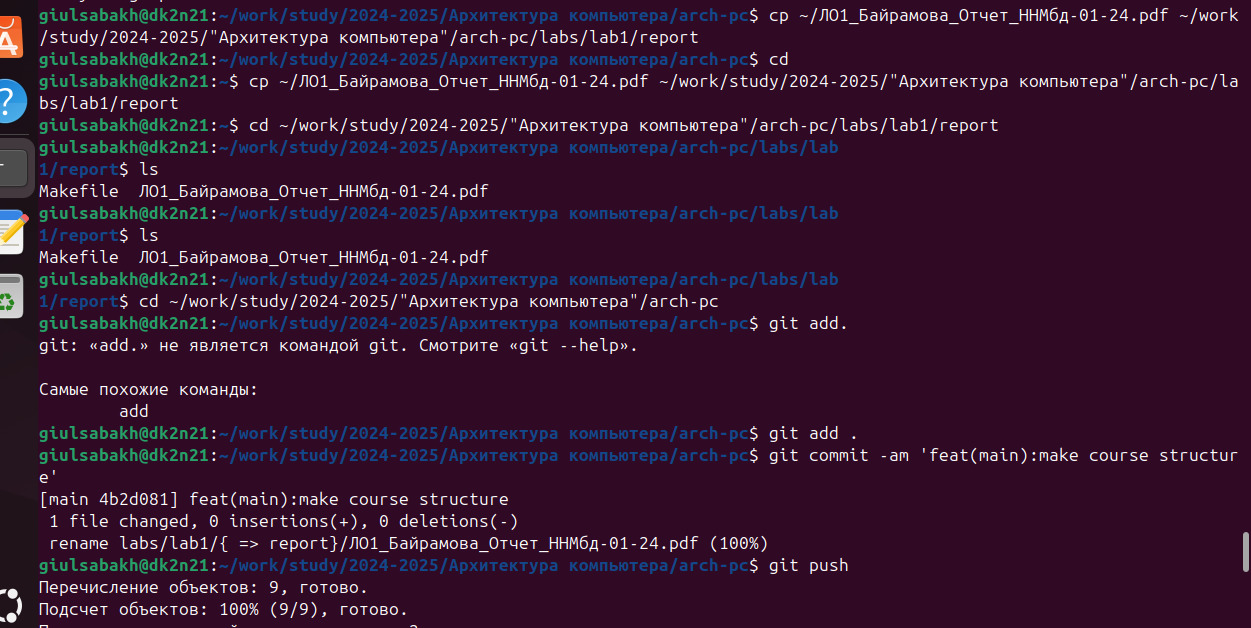 giulsabakh@dk2n21:~/work/study/2024-2025/Архитектура компьютера/arch-pc$ cp ~/ЛО1_Байрамова_Отчет_ННМбд-01-24.pdf ~/work
/study/2024-2025/"Архитектура компьютера"/arch-pc/labs/lab1/report
giulsabakh@dk2n21:~/work/study/2024-2025/Архитектура компьютера/arch-pc$ cd
giulsabakh@dk2n21:~$ cp ~/ЛО1_Байрамова_Отчет_ННМбд-01-24.pdf ~/work/study/2024-2025/"Архитектура компьютера"/arch-pc/la
bs/lab1/report
giulsabakh@dk2n21:~$ cd ~/work/study/2024-2025/"Архитектура компьютера"/arch-pc/labs/lab1/report
giulsabakh@dk2n21:~/work/study/2024-2025/Архитектура компьютера/arch-pc/labs/lab
1/report$ ls
Makefile  ЛО1_Байрамова_Отчет_ННМбд-01-24.pdf
giulsabakh@dk2n21:~/work/study/2024-2025/Архитектура компьютера/arch-pc/labs/lab
1/report$ ls
Makefile  ЛО1_Байрамова_Отчет_ННМбд-01-24.pdf
giulsabakh@dk2n21:~/work/study/2024-2025/Архитектура компьютера/arch-pc/labs/lab
1/report$ cd ~/work/study/2024-2025/"Архитектура компьютера"/arch-pc
giulsabakh@dk2n21:~/work/study/2024-2025/Архитектура компьютера/arch-pc$ git add.
git: «add.» не является командой git. Смотрите «git --help».
Самые похожие команды:
add
giulsabakh@dk2n21:~/work/study/2024-2025/Архитектура компьютера/arch-pc$ git add .
giulsabakh@dk2n21:~/work/study/2024-2025/Архитектура компьютера/arch-pc$ git commit -am 'feat(main):make course structur
e'
[main 4b2d081] feat(main):make course structure
1 file changed, 0 insertions(+), 0 deletions(-)
rename labs/lab1/{ => report}/ЛО1_Байрамова_Отчет_ННМбд-01-24.pdf (100%)
giulsabakh@dk2n21:~/work/study/2024-2025/Архитектура компьютера/arch-pc$ git push
Перечисление объектов: 9, готово.
Подсчет объектов: 100% (9/9), готово.